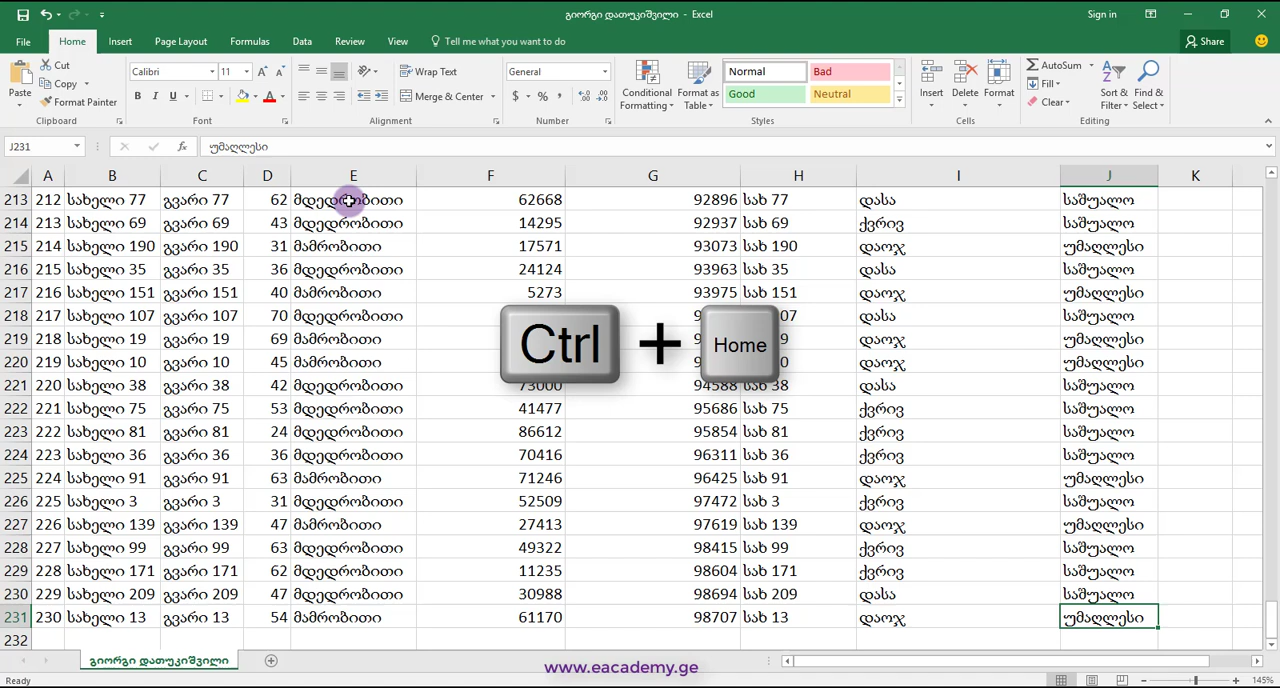 გიორგი დათუკიშვილი - Excel
Sign in
File Home Insert Page Layout Formulas Data Review View Tell me what you want to do Share
Paste Cut Copy Format Painter Clipboard
Calibri 11 B I U A Font
Wrap Text Merge & Center Alignment
General $ % , Number
Conditional Formatting Format as Table Normal Bad Good Neutral Styles
Insert Delete Format Cells
AutoSum Fill Clear Sort & Filter Find & Select Editing
J231 fx უმაღლესი
A B C D E F G H I J K
213 212 სახელი 77 გვარი 77 62 მდედრობითი 62668 92896 სახ 77 დასა საშუალო
214 213 სახელი 69 გვარი 69 43 მდედრობითი 14295 92937 სახ 69 ქვრივ საშუალო
215 214 სახელი 190 გვარი 190 31 მამრობითი 17571 93073 სახ 190 დაოჯ უმაღლესი
216 215 სახელი 35 გვარი 35 36 მდედრობითი 24124 93963 სახ 35 დასა საშუალო
217 216 სახელი 151 გვარი 151 40 მამრობითი 5273 93975 სახ 151 დაოჯ უმაღლესი
218 217 სახელი 107 გვარი 107 70 მდედრობითი დასა საშუალო
219 218 სახელი 19 გვარი 19 69 მამრობითი დაოჯ უმაღლესი
220 219 სახელი 10 გვარი 10 45 მამრობითი დაოჯ უმაღლესი
221 220 სახელი 38 გვარი 38 42 მდედრობითი 73000 94588 სახ 38 დასა საშუალო
222 221 სახელი 75 გვარი 75 53 მდედრობითი 41477 95686 სახ 75 ქვრივ საშუალო
223 222 სახელი 81 გვარი 81 24 მდედრობითი 86612 95854 სახ 81 ქვრივ საშუალო
224 223 სახელი 36 გვარი 36 36 მდედრობითი 70416 96311 სახ 36 ქვრივ საშუალო
225 224 სახელი 91 გვარი 91 63 მამრობითი 71246 96425 სახ 91 დაოჯ უმაღლესი
226 225 სახელი 3 გვარი 3 31 მდედრობითი 52509 97472 სახ 3 ქვრივ საშუალო
227 226 სახელი 139 გვარი 139 47 მამრობითი 27413 97619 სახ 139 დაოჯ უმაღლესი
228 227 სახელი 99 გვარი 99 63 მდედრობითი 49322 98415 სახ 99 ქვრივ საშუალო
229 228 სახელი 171 გვარი 171 62 მდედრობითი 11235 98604 სახ 171 ქვრივ საშუალო
230 229 სახელი 209 გვარი 209 47 მდედრობითი 30988 98694 სახ 209 დასა საშუალო
231 230 სახელი 13 გვარი 13 54 მამრობითი 61170 98707 სახ 13 დაოჯ უმაღლესი
232
Ctrl + Home
გიორგი დათუკიშვილი
www.eacademy.ge
Ready 145%